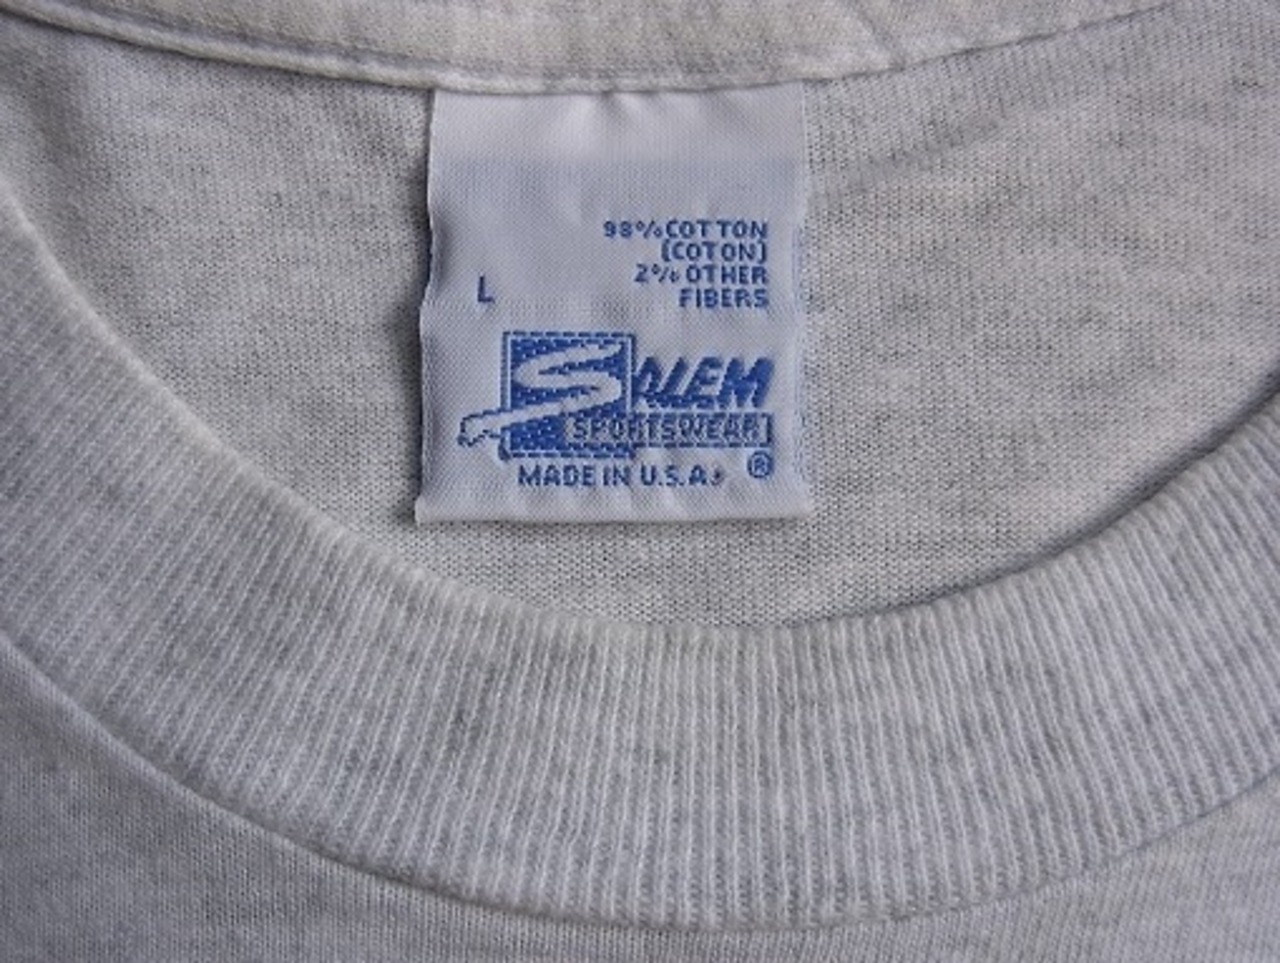 98% COTTON
[COTON]
2% OTHER
FIBERS
L
SALEM
SPORTSWEAR
MADE IN U.S.A.
®